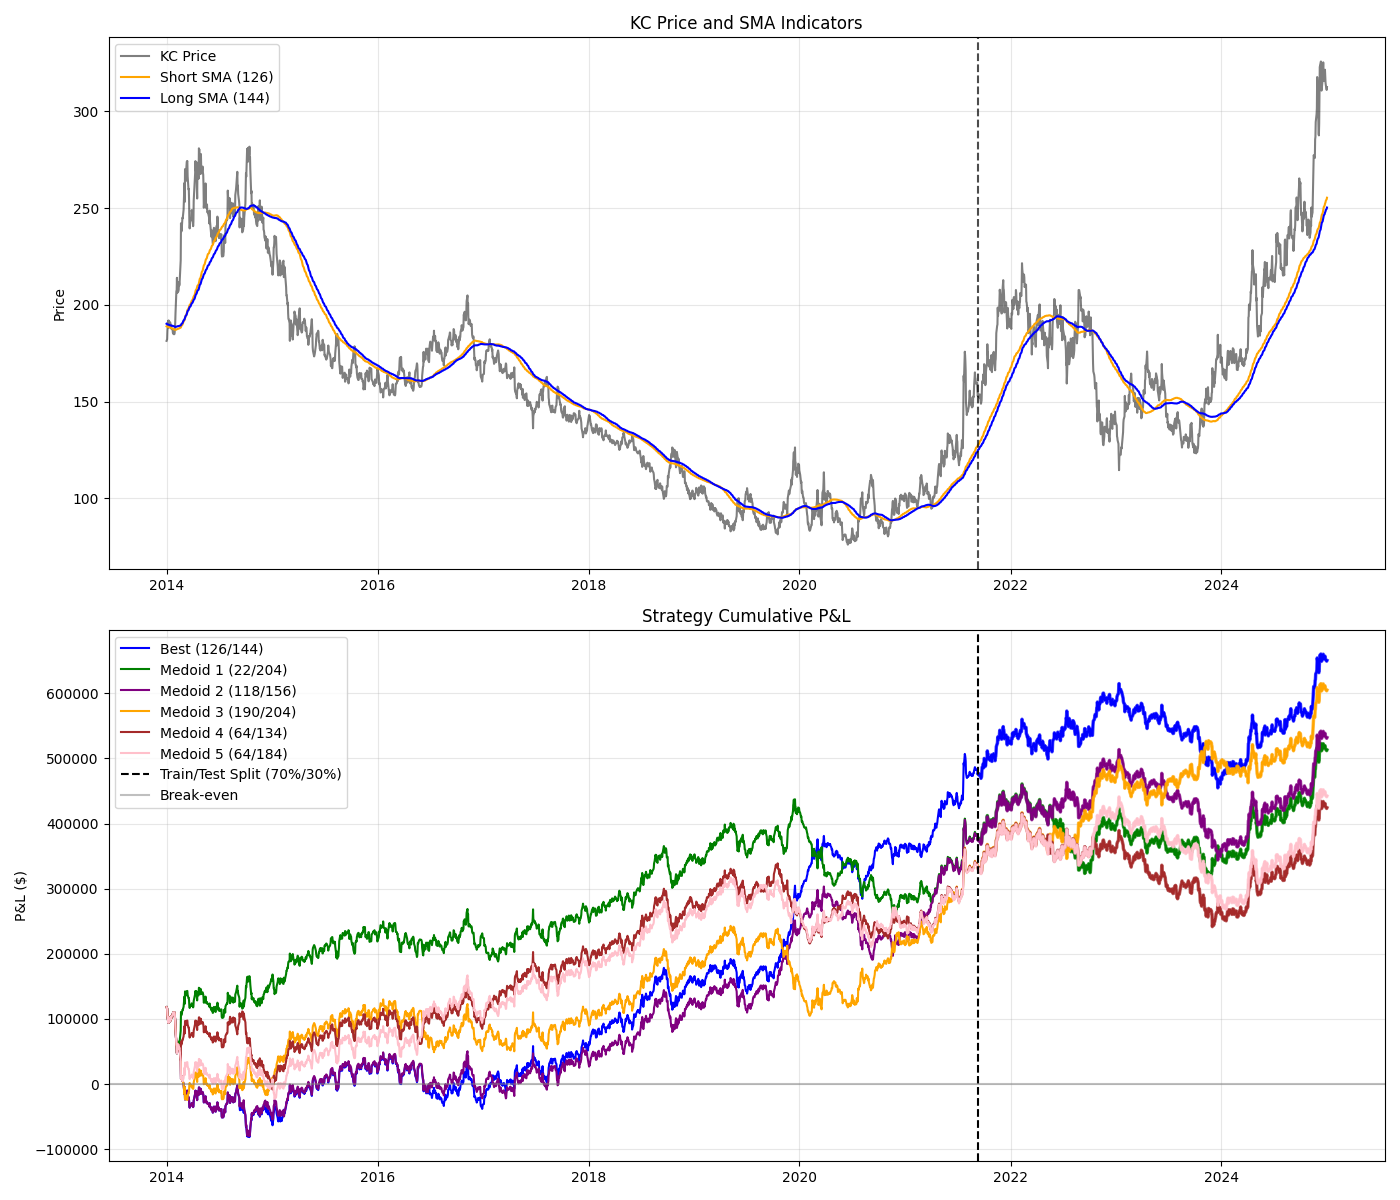 KC Price and SMA Indicators
KC Price
Short SMA (126)
Long SMA (144)
300
250
200
150
100
Price
2014
2016
2018
2020
2022
2024
Strategy Cumulative P&L
Best (126/144)
Medoid 1 (22/204)
Medoid 2 (118/156)
Medoid 3 (190/204)
Medoid 4 (64/134)
Medoid 5 (64/184)
Train/Test Split (70%/30%)
Break-even
600000
500000
400000
300000
200000
100000
0
−100000
P&L ($)
2014
2016
2018
2020
2022
2024